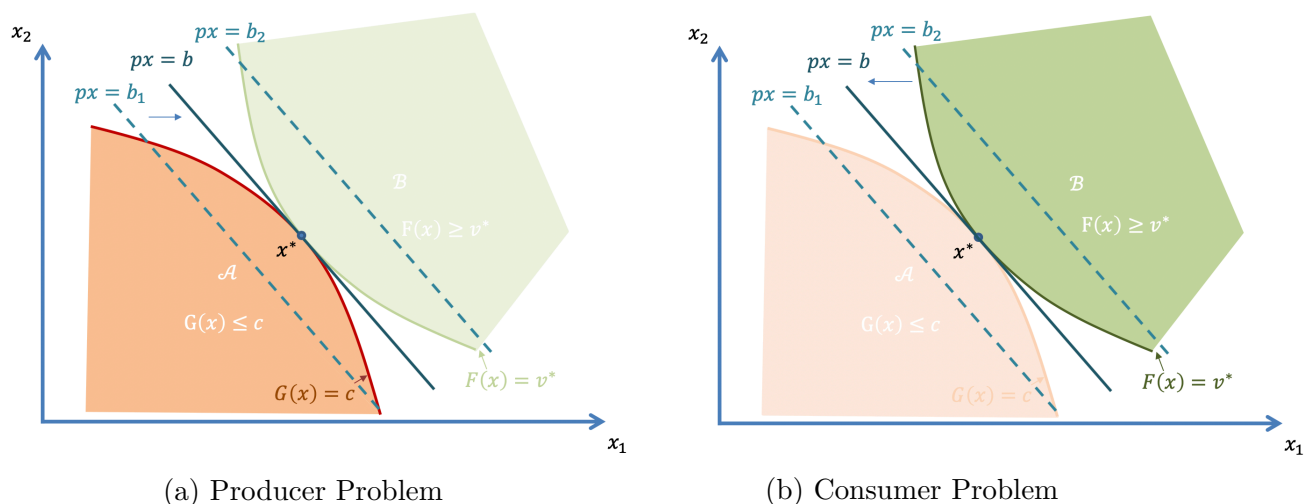 x₂
px = b₂
px = b
px = b₁
ℬ
F(x) ≥ v*
x*
𝒜
G(x) ≤ c
G(x) = c
F(x) = v*
x₁
(a) Producer Problem
x₂
px = b₂
px = b
px = b₁
ℬ
F(x) ≥ v*
x*
𝒜
G(x) ≤ c
G(x) = c
F(x) = v*
x₁
(b) Consumer Problem